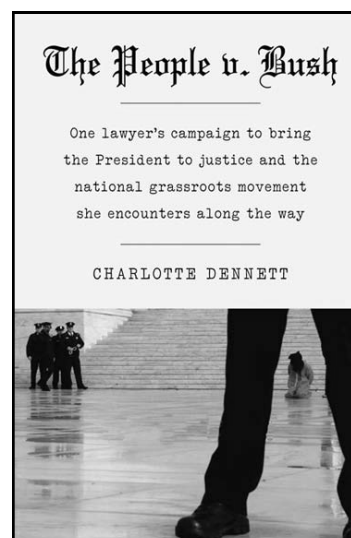 The People v. Bush
One lawyer's campaign to bring
the President to justice and the
national grassroots movement
she encounters along the way
CHARLOTTE DENNETT